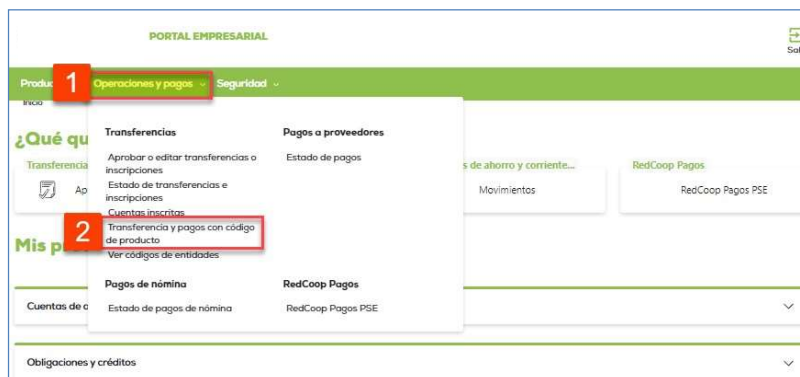 PORTAL EMPRESARIAL
Sal
Produc 1 Operaciones y pagos Seguridad
Inicio
¿Qué qu
Transferencias
Pagos a proveedores
Aprobar o editar transferencias o
inscripciones
Estado de pagos
Estado de transferencias e
inscripciones
Cuentas inscritas
2 Transferencia y pagos con código
de producto
Ver códigos de entidades
Pagos de nómina
RedCoop Pagos
Estado de pagos de nómina
RedCoop Pagos PSE
Transferencia
Ap
s de ahorro y corriente...
Movimientos
RedCoop Pagos
RedCoop Pagos PSE
Mis p
Cuentas de a
Obligaciones y créditos